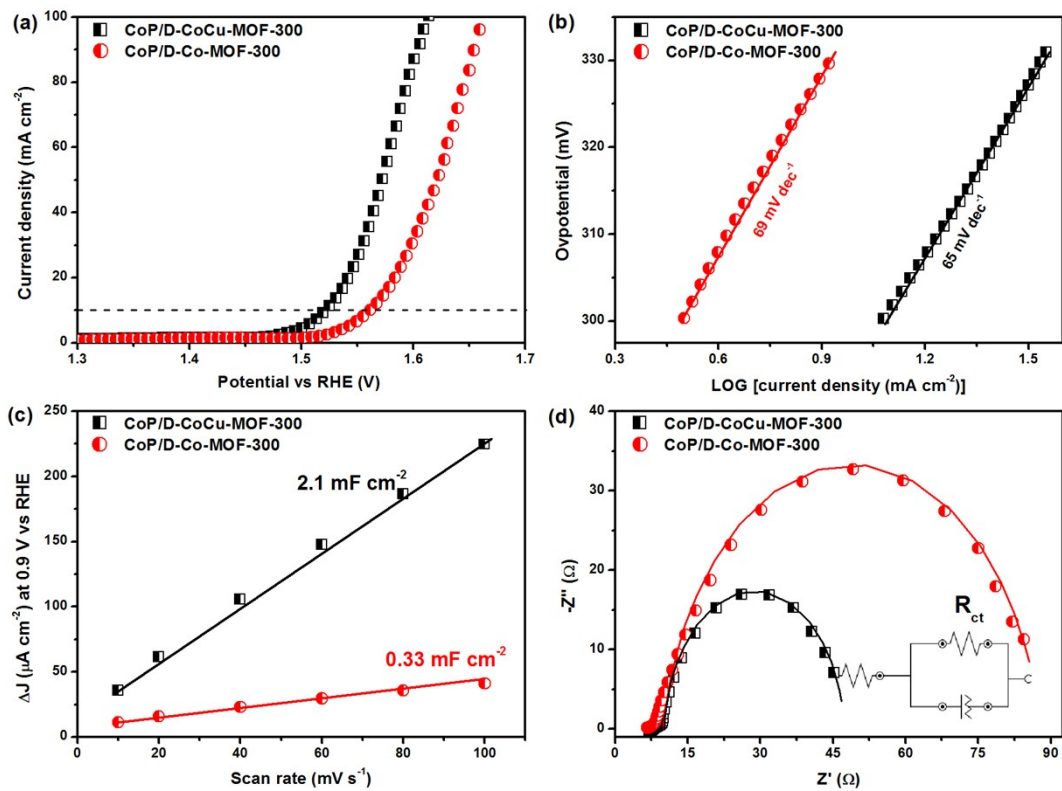 (a)
CoP/D-CoCu-MOF-300
CoP/D-Co-MOF-300
Current density (mA cm⁻²)
100
80
60
40
20
0
1.3
1.4
1.5
1.6
1.7
Potential vs RHE (V)
(b)
CoP/D-CoCu-MOF-300
CoP/D-Co-MOF-300
Ovpotential (mV)
330
320
310
300
69 mV dec⁻¹
65 mV dec⁻¹
0.3
0.6
0.9
1.2
1.5
LOG [current density (mA cm⁻²)]
(c)
CoP/D-CoCu-MOF-300
CoP/D-Co-MOF-300
ΔJ (μA cm⁻²) at 0.9 V vs RHE
250
225
200
175
150
125
100
75
50
25
0
2.1 mF cm⁻²
0.33 mF cm⁻²
20
40
60
80
100
Scan rate (mV s⁻¹)
(d)
CoP/D-CoCu-MOF-300
CoP/D-Co-MOF-300
-Z'' (Ω)
40
30
20
10
0
Rct
0
15
30
45
60
75
90
Z' (Ω)